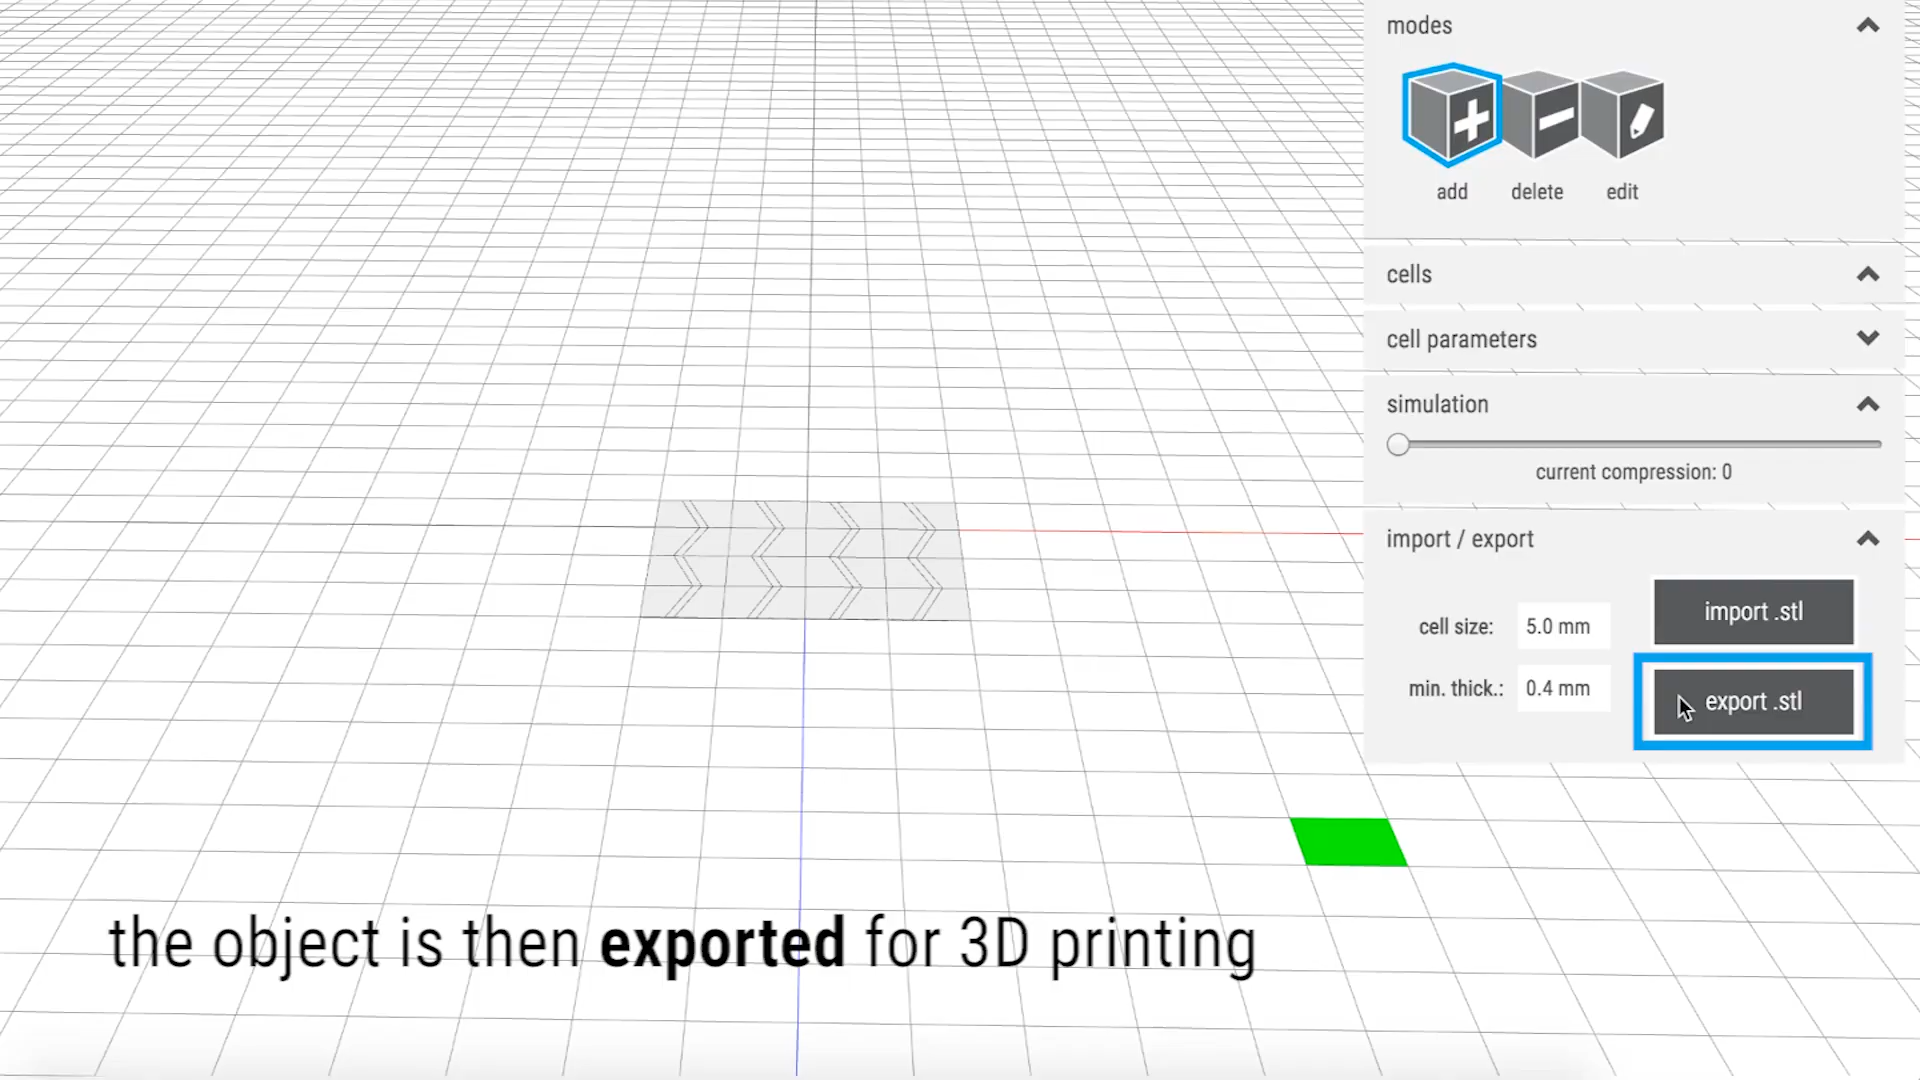 modes
add delete edit
cells
cell parameters
simulation
current compression: 0
import / export
import .stl
cell size: 5.0 mm
min. thick.: 0.4 mm
export .stl
the object is then exported for 3D printing